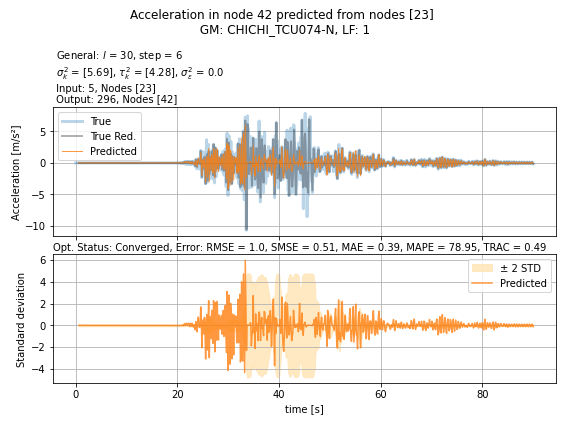 Acceleration in node 42 predicted from nodes [23]
GM: CHICHI_TCU074-N, LF: 1
General: l = 30, step = 6
σ²ₖ = [5.69], τ²ₖ = [4.28], σ²ε = 0.0
Input: 5, Nodes [23]
Output: 296, Nodes [42]
True
True Red.
Predicted
Acceleration [m/s²]
5
0
−5
−10
Opt. Status: Converged, Error: RMSE = 1.0, SMSE = 0.51, MAE = 0.39, MAPE = 78.95, TRAC = 0.49
± 2 STD
Predicted
Standard deviation
6
4
2
0
−2
−4
0 20 40 60 80
time [s]